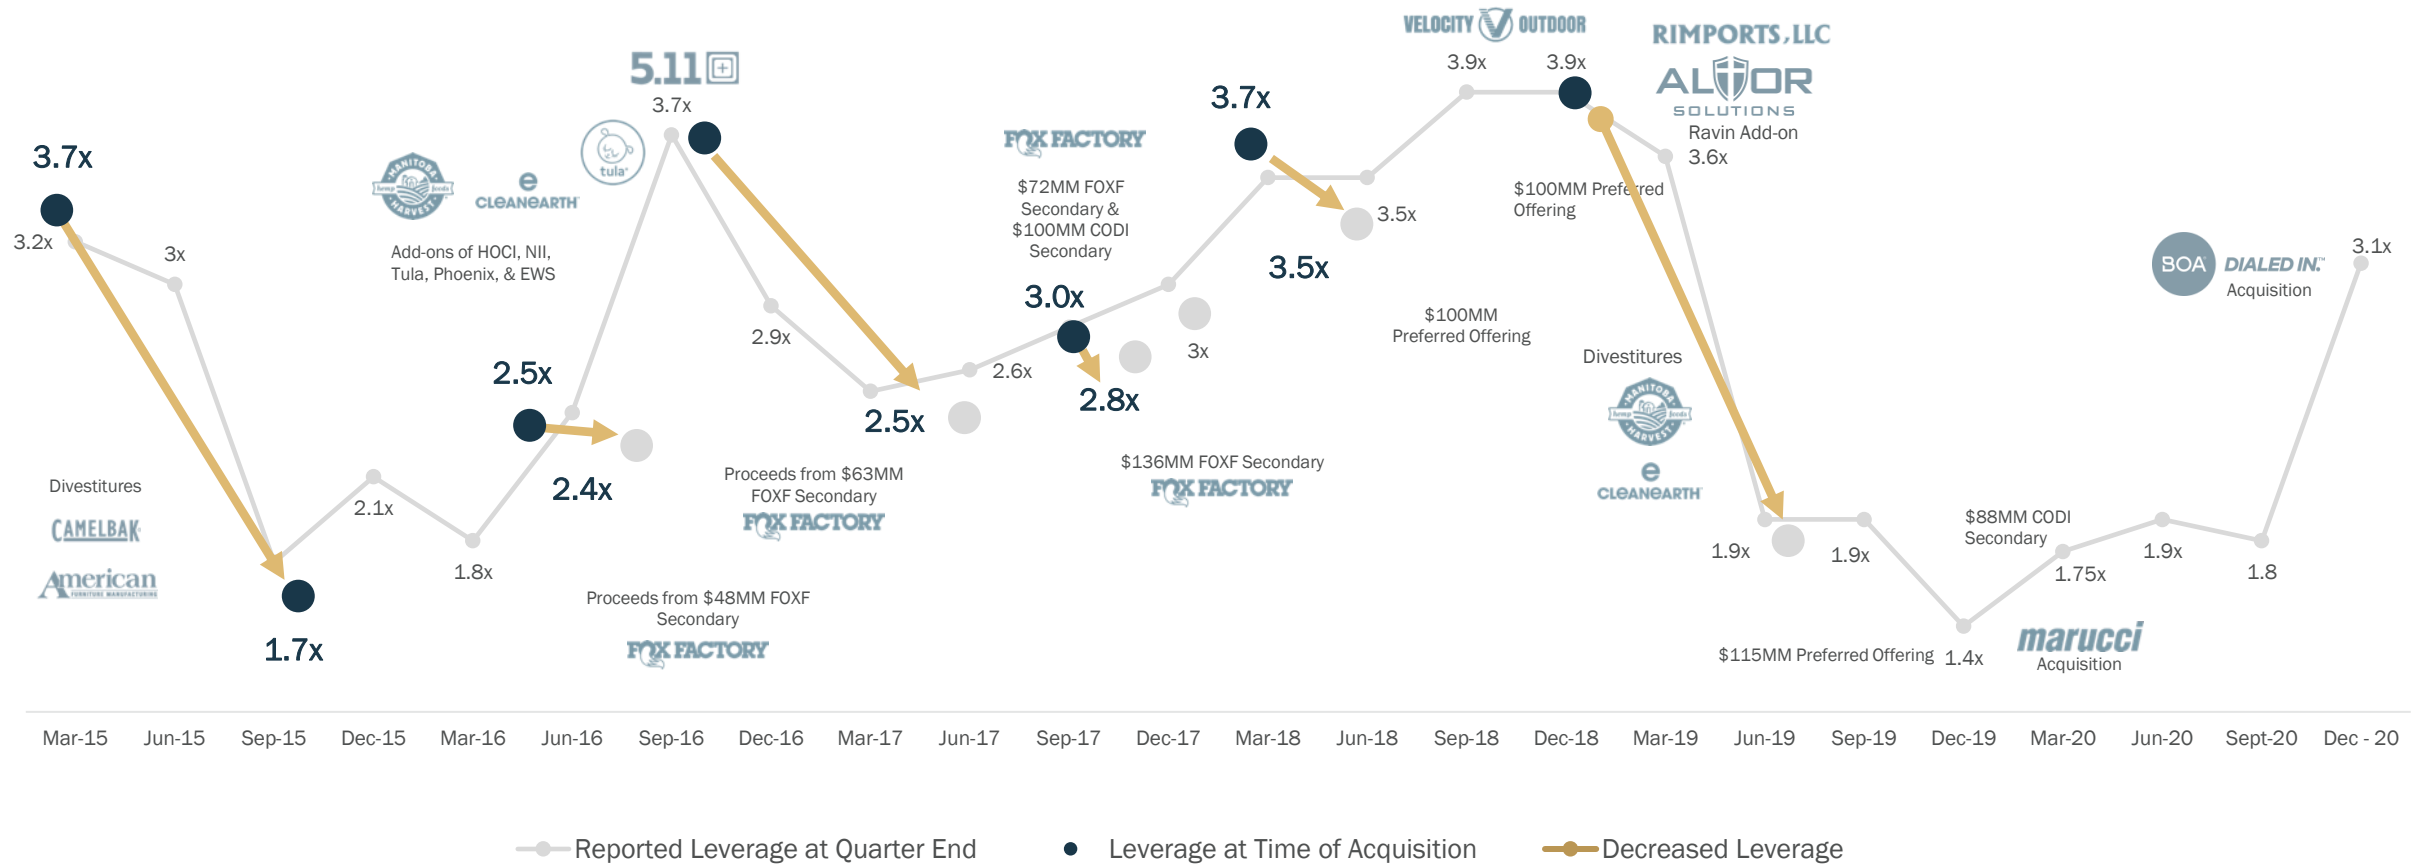 VELOCITY V OUTDOOR
RIMPORTS, LLC
5.11
3.9x
3.9x
ALTOR
SOLUTIONS
3.7x
3.7x
Ravin Add-on
3.6x
FOX FACTORY
3.7x
MANITOBA
hemp foods
HARVEST
tula
e
CLEANEARTH
$72MM FOXF
Secondary &
$100MM CODI
Secondary
$100MM Preferred
Offering
3.5x
3.2x
3x
Add-ons of HOCI, NII,
Tula, Phoenix, & EWS
3.5x
3.0x
BOA
DIALED IN.™
Acquisition
3.1x
2.9x
3x
$100MM
Preferred Offering
Divestitures
2.5x
2.6x
2.8x
2.5x
MANITOBA
hemp foods
HARVEST
e
CLEANEARTH
Divestitures
CAMELBAK
American
FURNITURE MANUFACTURING
2.1x
2.4x
Proceeds from $63MM
FOXF Secondary
FOX FACTORY
$136MM FOXF Secondary
FOX FACTORY
1.8x
1.7x
Proceeds from $48MM FOXF
Secondary
FOX FACTORY
1.9x
1.9x
$88MM CODI
Secondary
1.75x
1.9x
1.8
$115MM Preferred Offering
1.4x
marucci
Acquisition
Mar-15
Jun-15
Sep-15
Dec-15
Mar-16
Jun-16
Sep-16
Dec-16
Mar-17
Jun-17
Sep-17
Dec-17
Mar-18
Jun-18
Sep-18
Dec-18
Mar-19
Jun-19
Sep-19
Dec-19
Mar-20
Jun-20
Sept-20
Dec - 20
Reported Leverage at Quarter End
Leverage at Time of Acquisition
Decreased Leverage